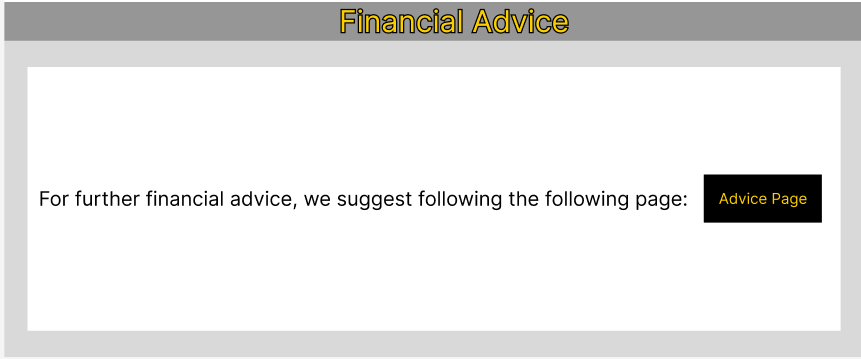 Financial Advice
For further financial advice, we suggest following the following page:
Advice Page